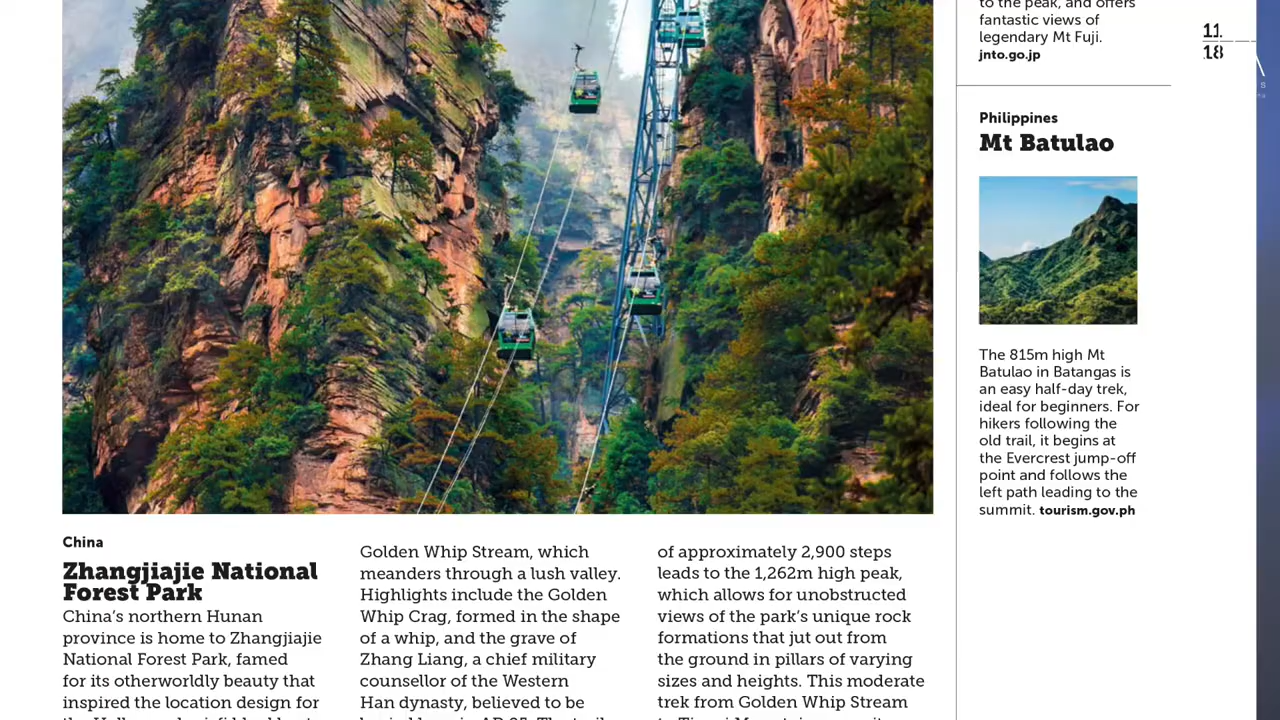 to the peak, and offers
fantastic views of
legendary Mt Fuji.
jnto.go.jp
11
18
Philippines
Mt Batulao
The 815m high Mt
Batulao in Batangas is
an easy half-day trek,
ideal for beginners. For
hikers following the
old trail, it begins at
the Evercrest jump-off
point and follows the
left path leading to the
summit. tourism.gov.ph
China
Zhangjiajie National
Forest Park
China's northern Hunan
province is home to Zhangjiajie
National Forest Park, famed
for its otherworldly beauty that
inspired the location design for
Golden Whip Stream, which
meanders through a lush valley.
Highlights include the Golden
Whip Crag, formed in the shape
of a whip, and the grave of
Zhang Liang, a chief military
counsellor of the Western
Han dynasty, believed to be
of approximately 2,900 steps
leads to the 1,262m high peak,
which allows for unobstructed
views of the park's unique rock
formations that jut out from
the ground in pillars of varying
sizes and heights. This moderate
trek from Golden Whip Stream